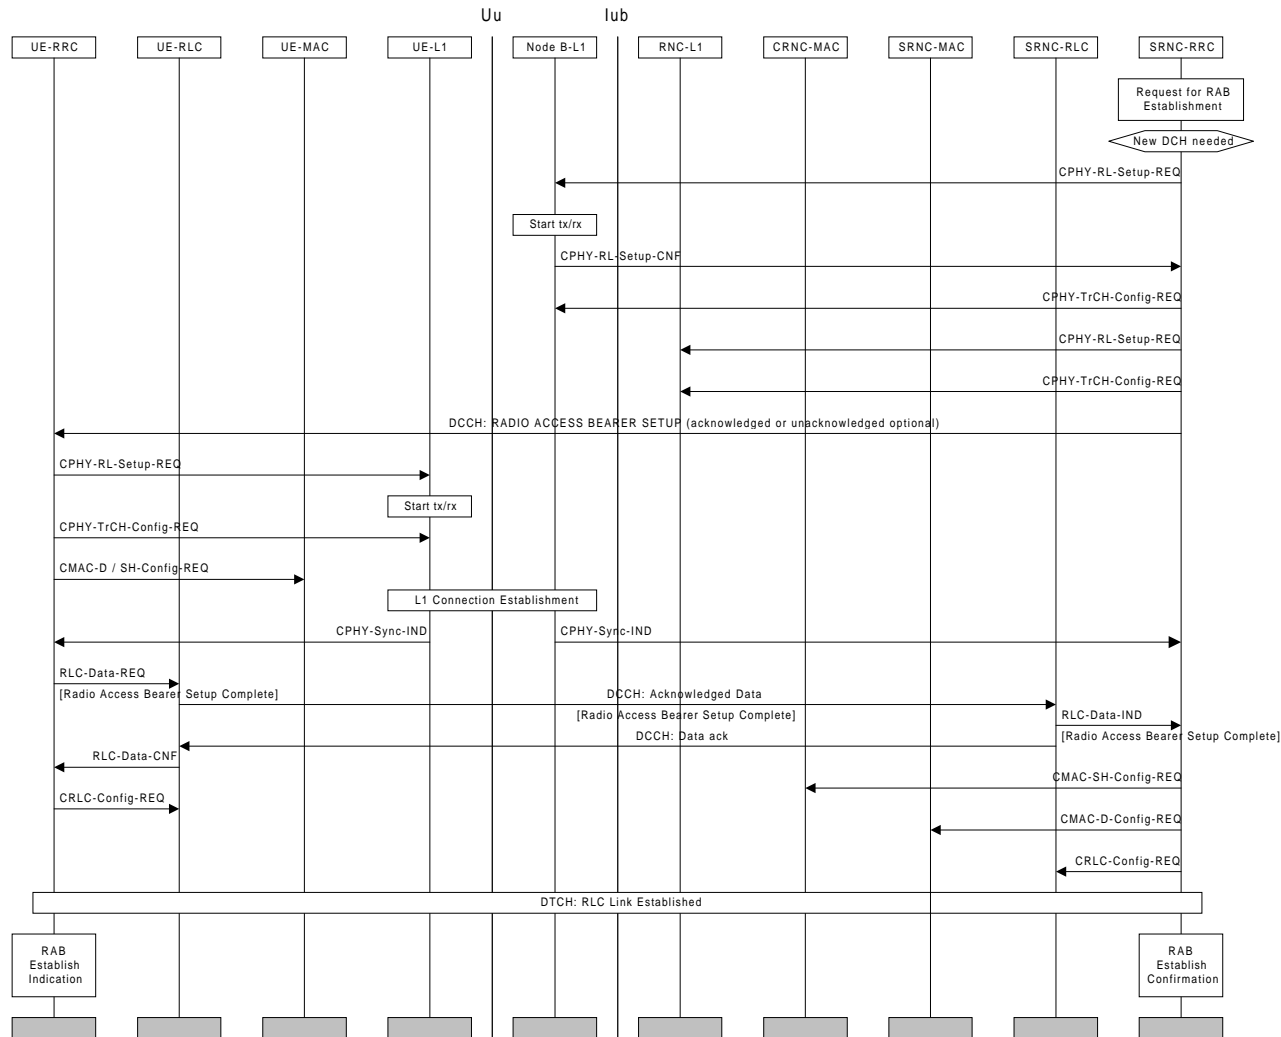 Uu Iub
UE-RRC UE-RLC UE-MAC UE-L1 Node B-L1 RNC-L1 CRNC-MAC SRNC-MAC SRNC-RLC SRNC-RRC
Request for RAB
Establishment
New DCH needed
CPHY-RL-Setup-REQ
Start tx/rx
CPHY-RL-Setup-CNF
CPHY-TrCH-Config-REQ
CPHY-RL-Setup-REQ
CPHY-TrCH-Config-REQ
DCCH: RADIO ACCESS BEARER SETUP (acknowledged or unacknowledged optional)
CPHY-RL-Setup-REQ
Start tx/rx
CPHY-TrCH-Config-REQ
CMAC-D / SH-Config-REQ
L1 Connection Establishment
CPHY-Sync-IND CPHY-Sync-IND
RLC-Data-REQ
[Radio Access Bearer Setup Complete] DCCH: Acknowledged Data
[Radio Access Bearer Setup Complete] RLC-Data-IND
DCCH: Data ack [Radio Access Bearer Setup Complete]
RLC-Data-CNF
CMAC-SH-Config-REQ
CRLC-Config-REQ
CMAC-D-Config-REQ
CRLC-Config-REQ
DTCH: RLC Link Established
RAB
Establish
Indication
RAB
Establish
Confirmation